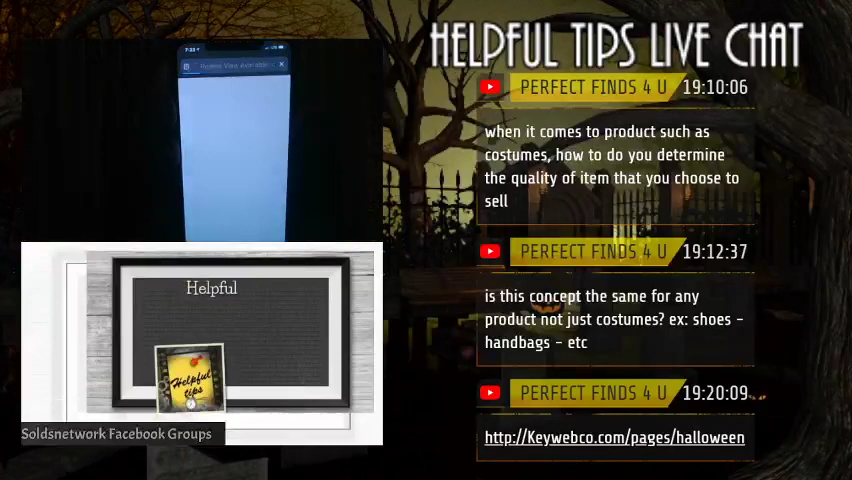 HELPFUL TIPS LIVE CHAT
PERFECT FINDS 4 U 19:10:06
when it comes to product such as
costumes, how to do you determine
the quality of item that you choose to
sell
PERFECT FINDS 4 U 19:12:37
is this concept the same for any
product not just costumes? ex: shoes -
handbags - etc
PERFECT FINDS 4 U 19:20:09
http://Keywebco.com/pages/halloween
7:22
Helpful
Helpful
tips
Soldsnetwork Facebook Groups